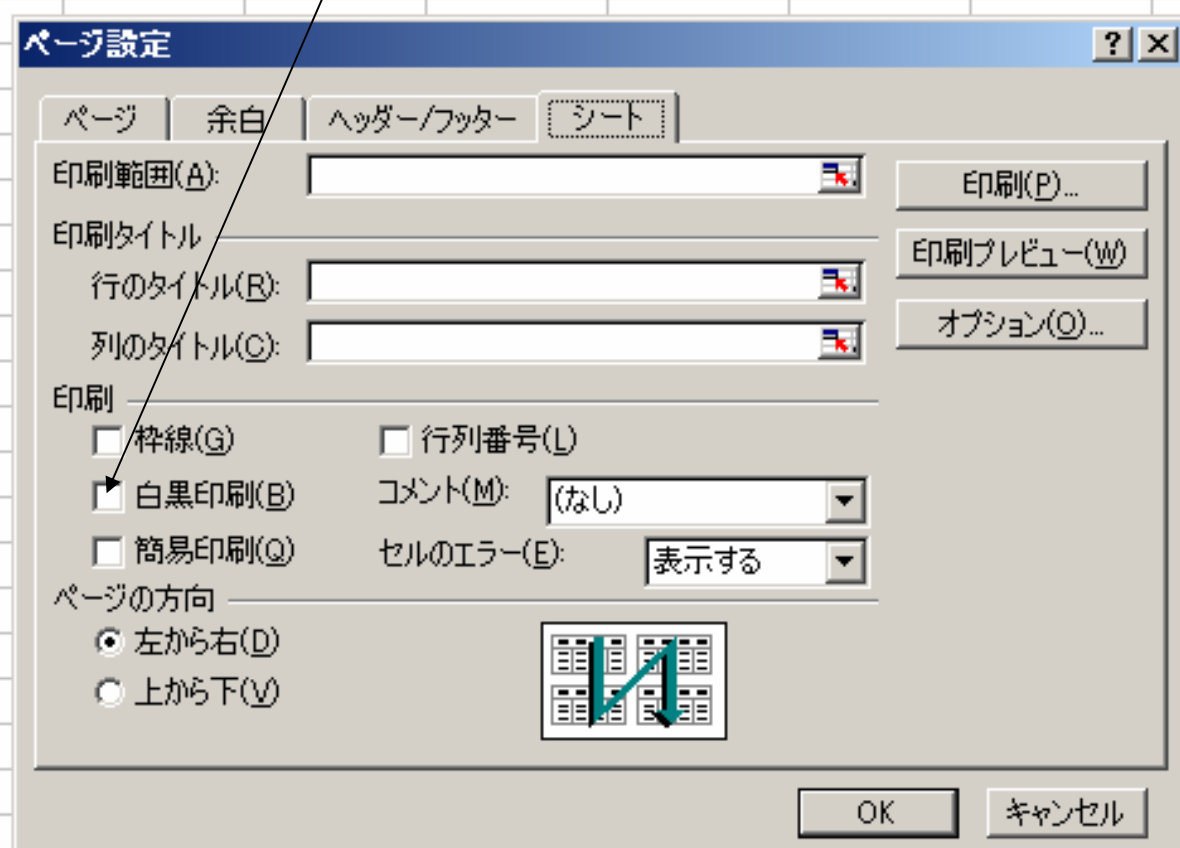 ページ設定
ページ 余白 ヘッダー/フッター シート
印刷範囲(A):
印刷(P)...
印刷タイトル
印刷プレビュー(W)
行のタイトル(R):
オプション(O)...
列のタイトル(C):
印刷
枠線(G) 行列番号(L)
白黒印刷(B) コメント(M): (なし)
簡易印刷(Q) セルのエラー(E): 表示する
ページの方向
左から右(D)
上から下(V)
OK キャンセル